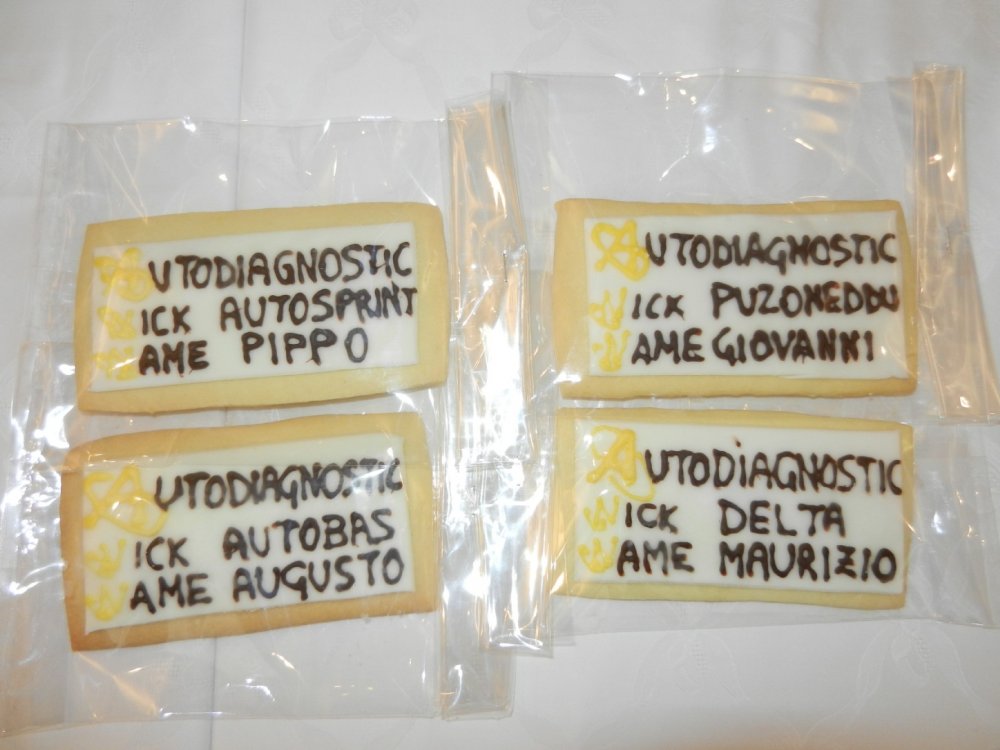 AUTODIAGNOSTIC
NICK AUTOSPRINT
NAME PIPPO
AUTODIAGNOSTIC
NICK PUZONEDDU
NAME GIOVANNI
AUTODIAGNOSTIC
NICK AUTOBAS
NAME AUGUSTO
AUTODIAGNOSTIC
NICK DELTA
NAME MAURIZIO